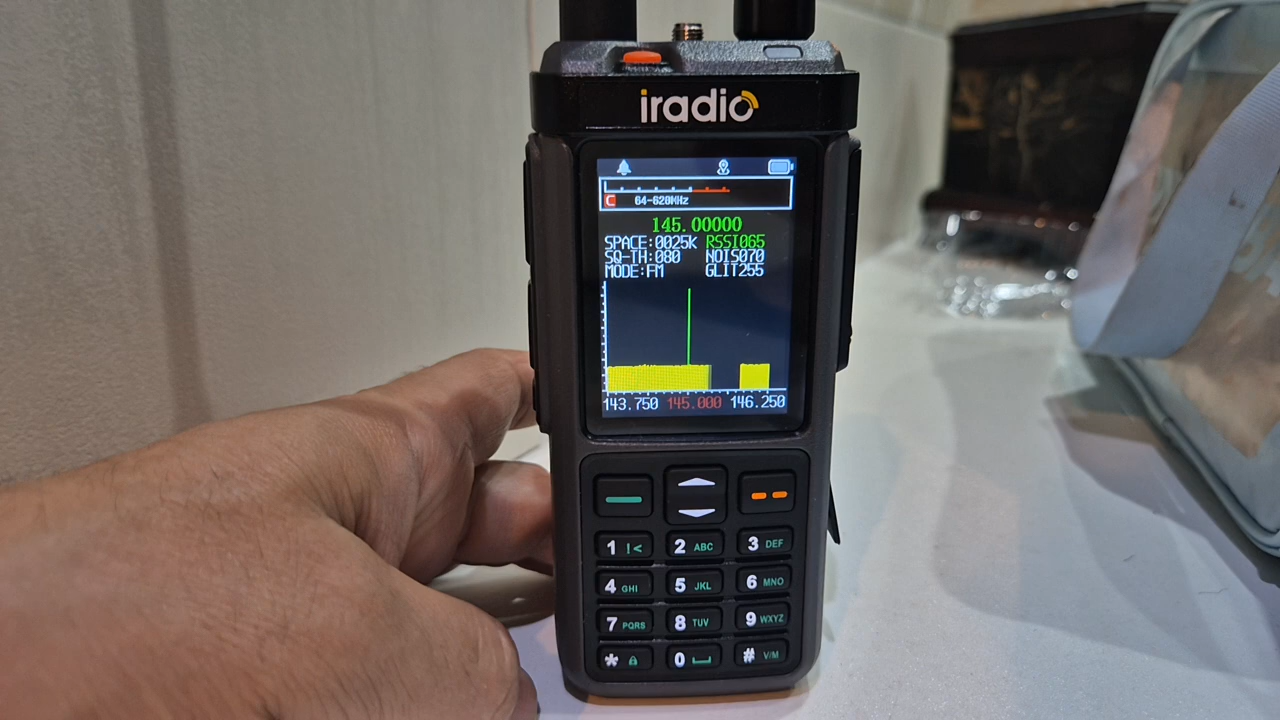 iradio
C 64-620MHz
145.00000
SPACE:0025k RSSI065
SQ-TH:080 NOIS070
MODE:FM GLIT255
143.750 145.000 146.250
1 !< 2 ABC 3 DEF
4 GHI 5 JKL 6 MNO
7 PQRS 8 TUV 9 WXYZ
* 0 # V/M